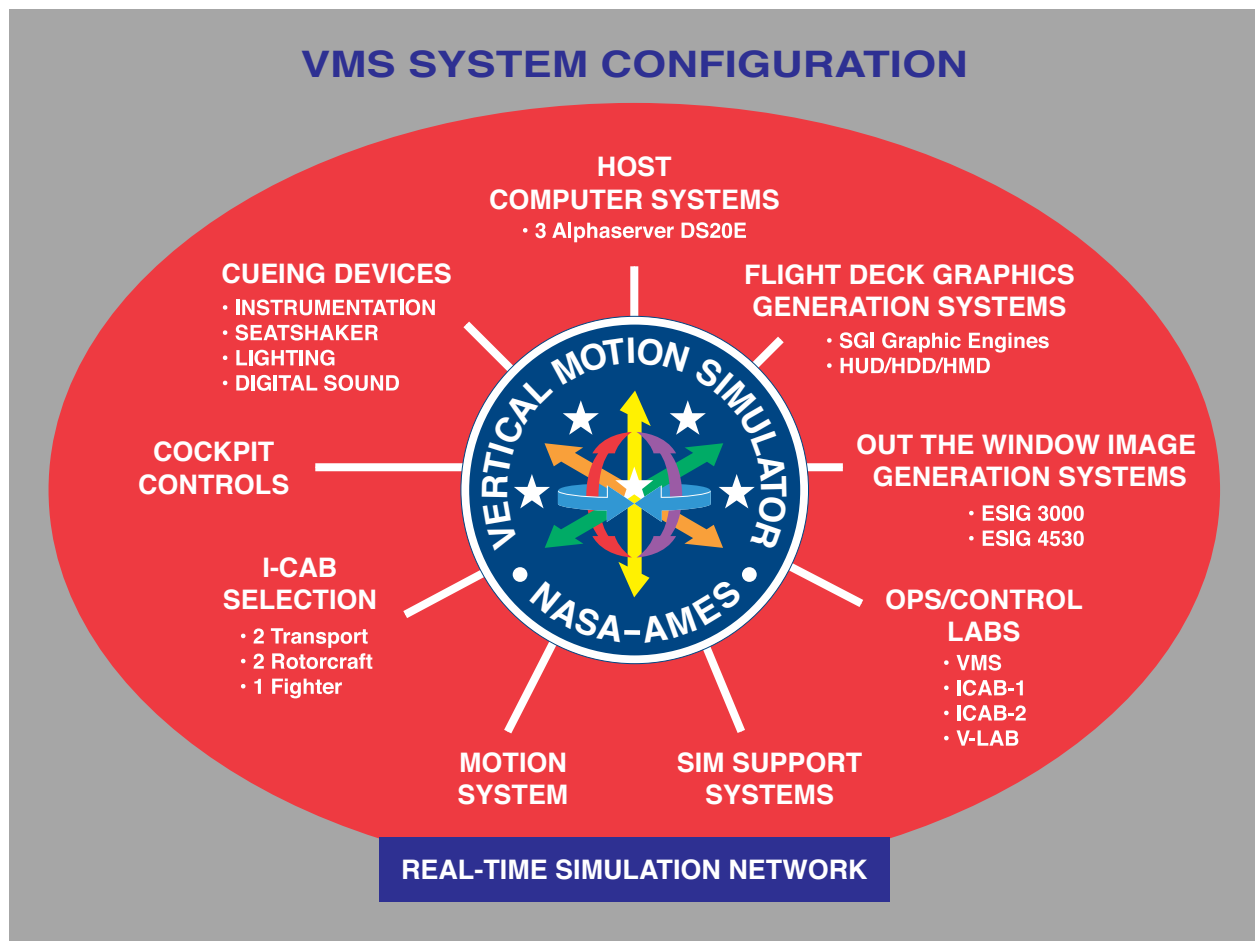 VMS SYSTEM CONFIGURATION
HOST
COMPUTER SYSTEMS
• 3 Alphaserver DS20E
CUEING DEVICES
• INSTRUMENTATION
• SEATSHAKER
• LIGHTING
• DIGITAL SOUND
FLIGHT DECK GRAPHICS
GENERATION SYSTEMS
• SGI Graphic Engines
• HUD/HDD/HMD
VERTICAL MOTION SIMULATOR
• NASA–AMES •
COCKPIT
CONTROLS
OUT THE WINDOW IMAGE
GENERATION SYSTEMS
• ESIG 3000
• ESIG 4530
I-CAB
SELECTION
• 2 Transport
• 2 Rotorcraft
• 1 Fighter
OPS/CONTROL
LABS
• VMS
• ICAB-1
• ICAB-2
• V-LAB
MOTION
SYSTEM
SIM SUPPORT
SYSTEMS
REAL-TIME SIMULATION NETWORK